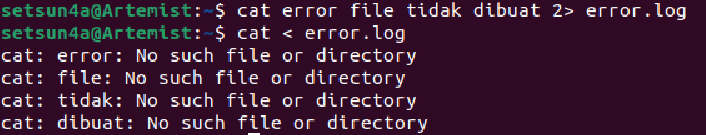 setsun4a@Artemist:~$ cat error file tidak dibuat 2> error.log
setsun4a@Artemist:~$ cat < error.log
cat: error: No such file or directory
cat: file: No such file or directory
cat: tidak: No such file or directory
cat: dibuat: No such file or directory